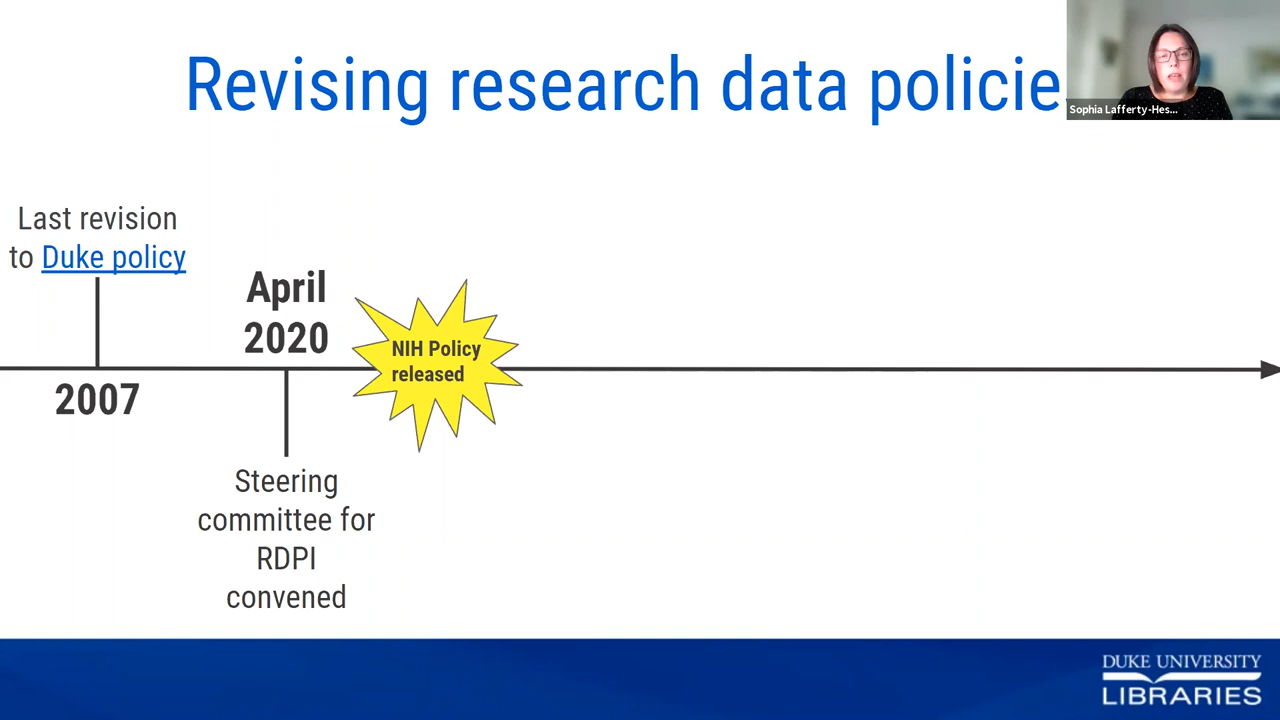 Revising research data policie
Sophia Lafferty-Hes...
Last revision
to Duke policy
April
2020
NIH Policy
released
2007
Steering
committee for
RDPI
convened
DUKE UNIVERSITY
LIBRARIES